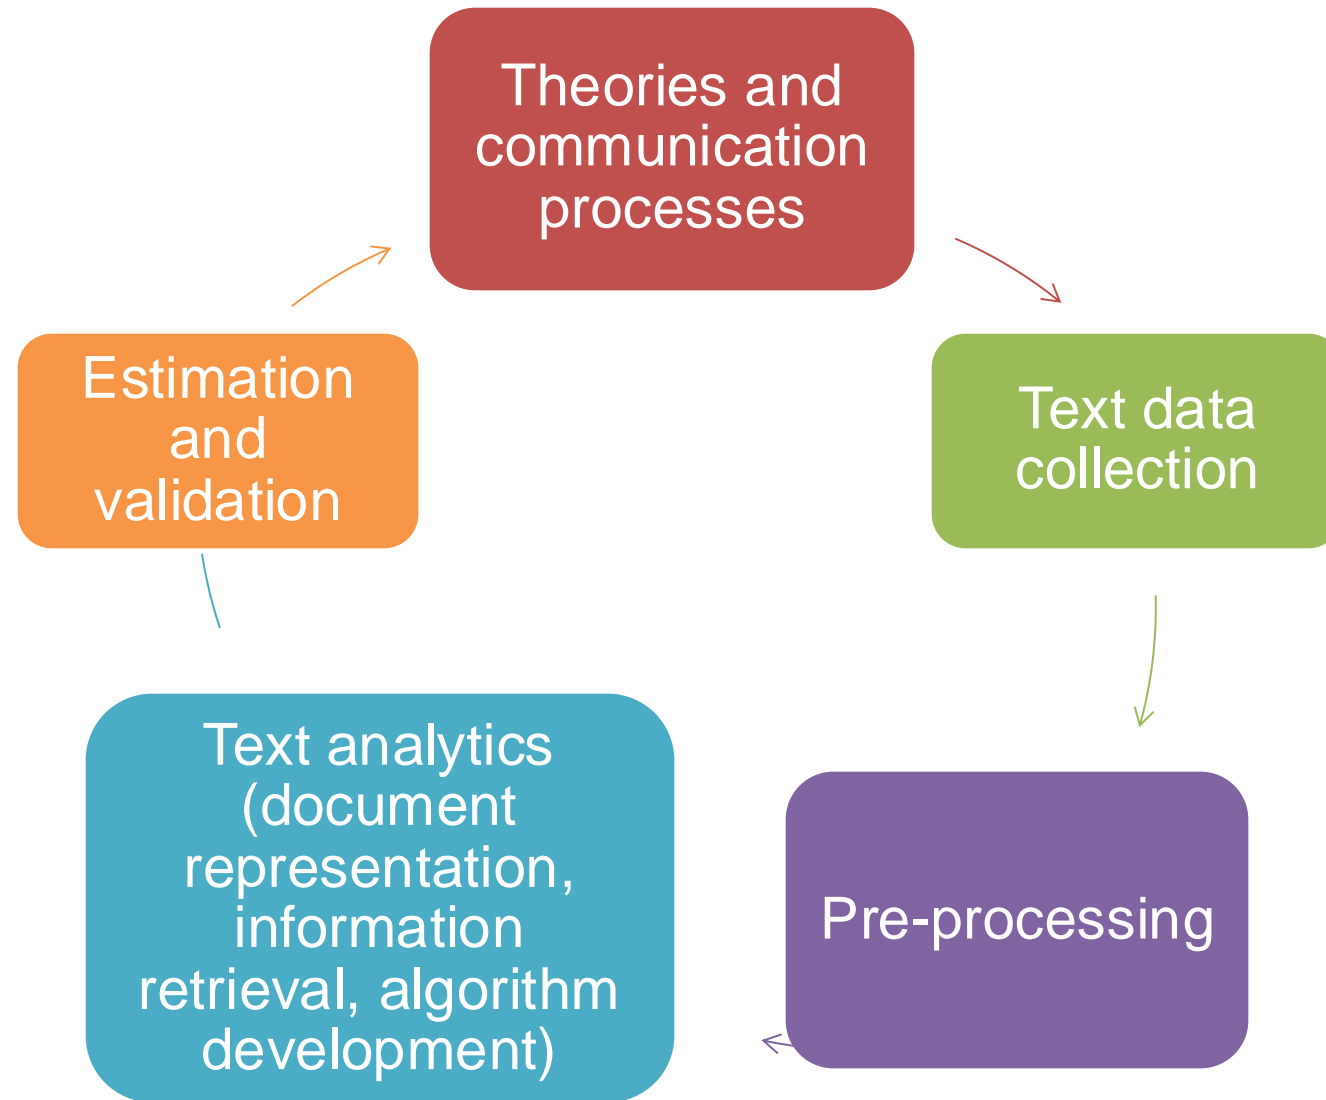 Theories and
communication
processes
Text data
collection
Pre-processing
Text analytics
(document
representation,
information
retrieval, algorithm
development)
Estimation
and
validation